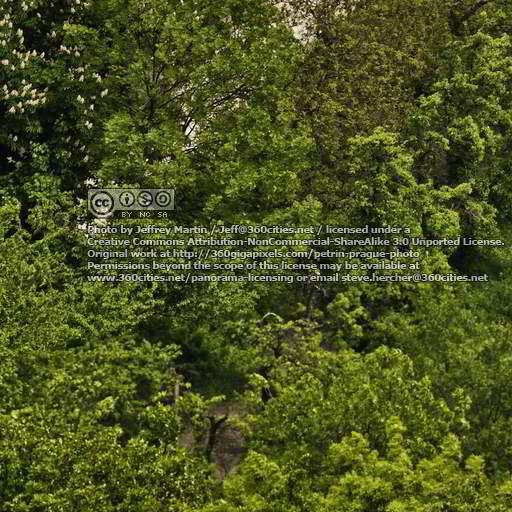 cc
BY NC SA
Photo by Jeffrey Martin / Jeff@360cities.net / licensed under a
Creative Commons Attribution-NonCommercial-ShareAlike 3.0 Unported License.
Original work at http://360gigapixels.com/petrin-prague-photo
Permissions beyond the scope of this license may be available at
www.360cities.net/panorama-licensing or email steve.hercher@360cities.net